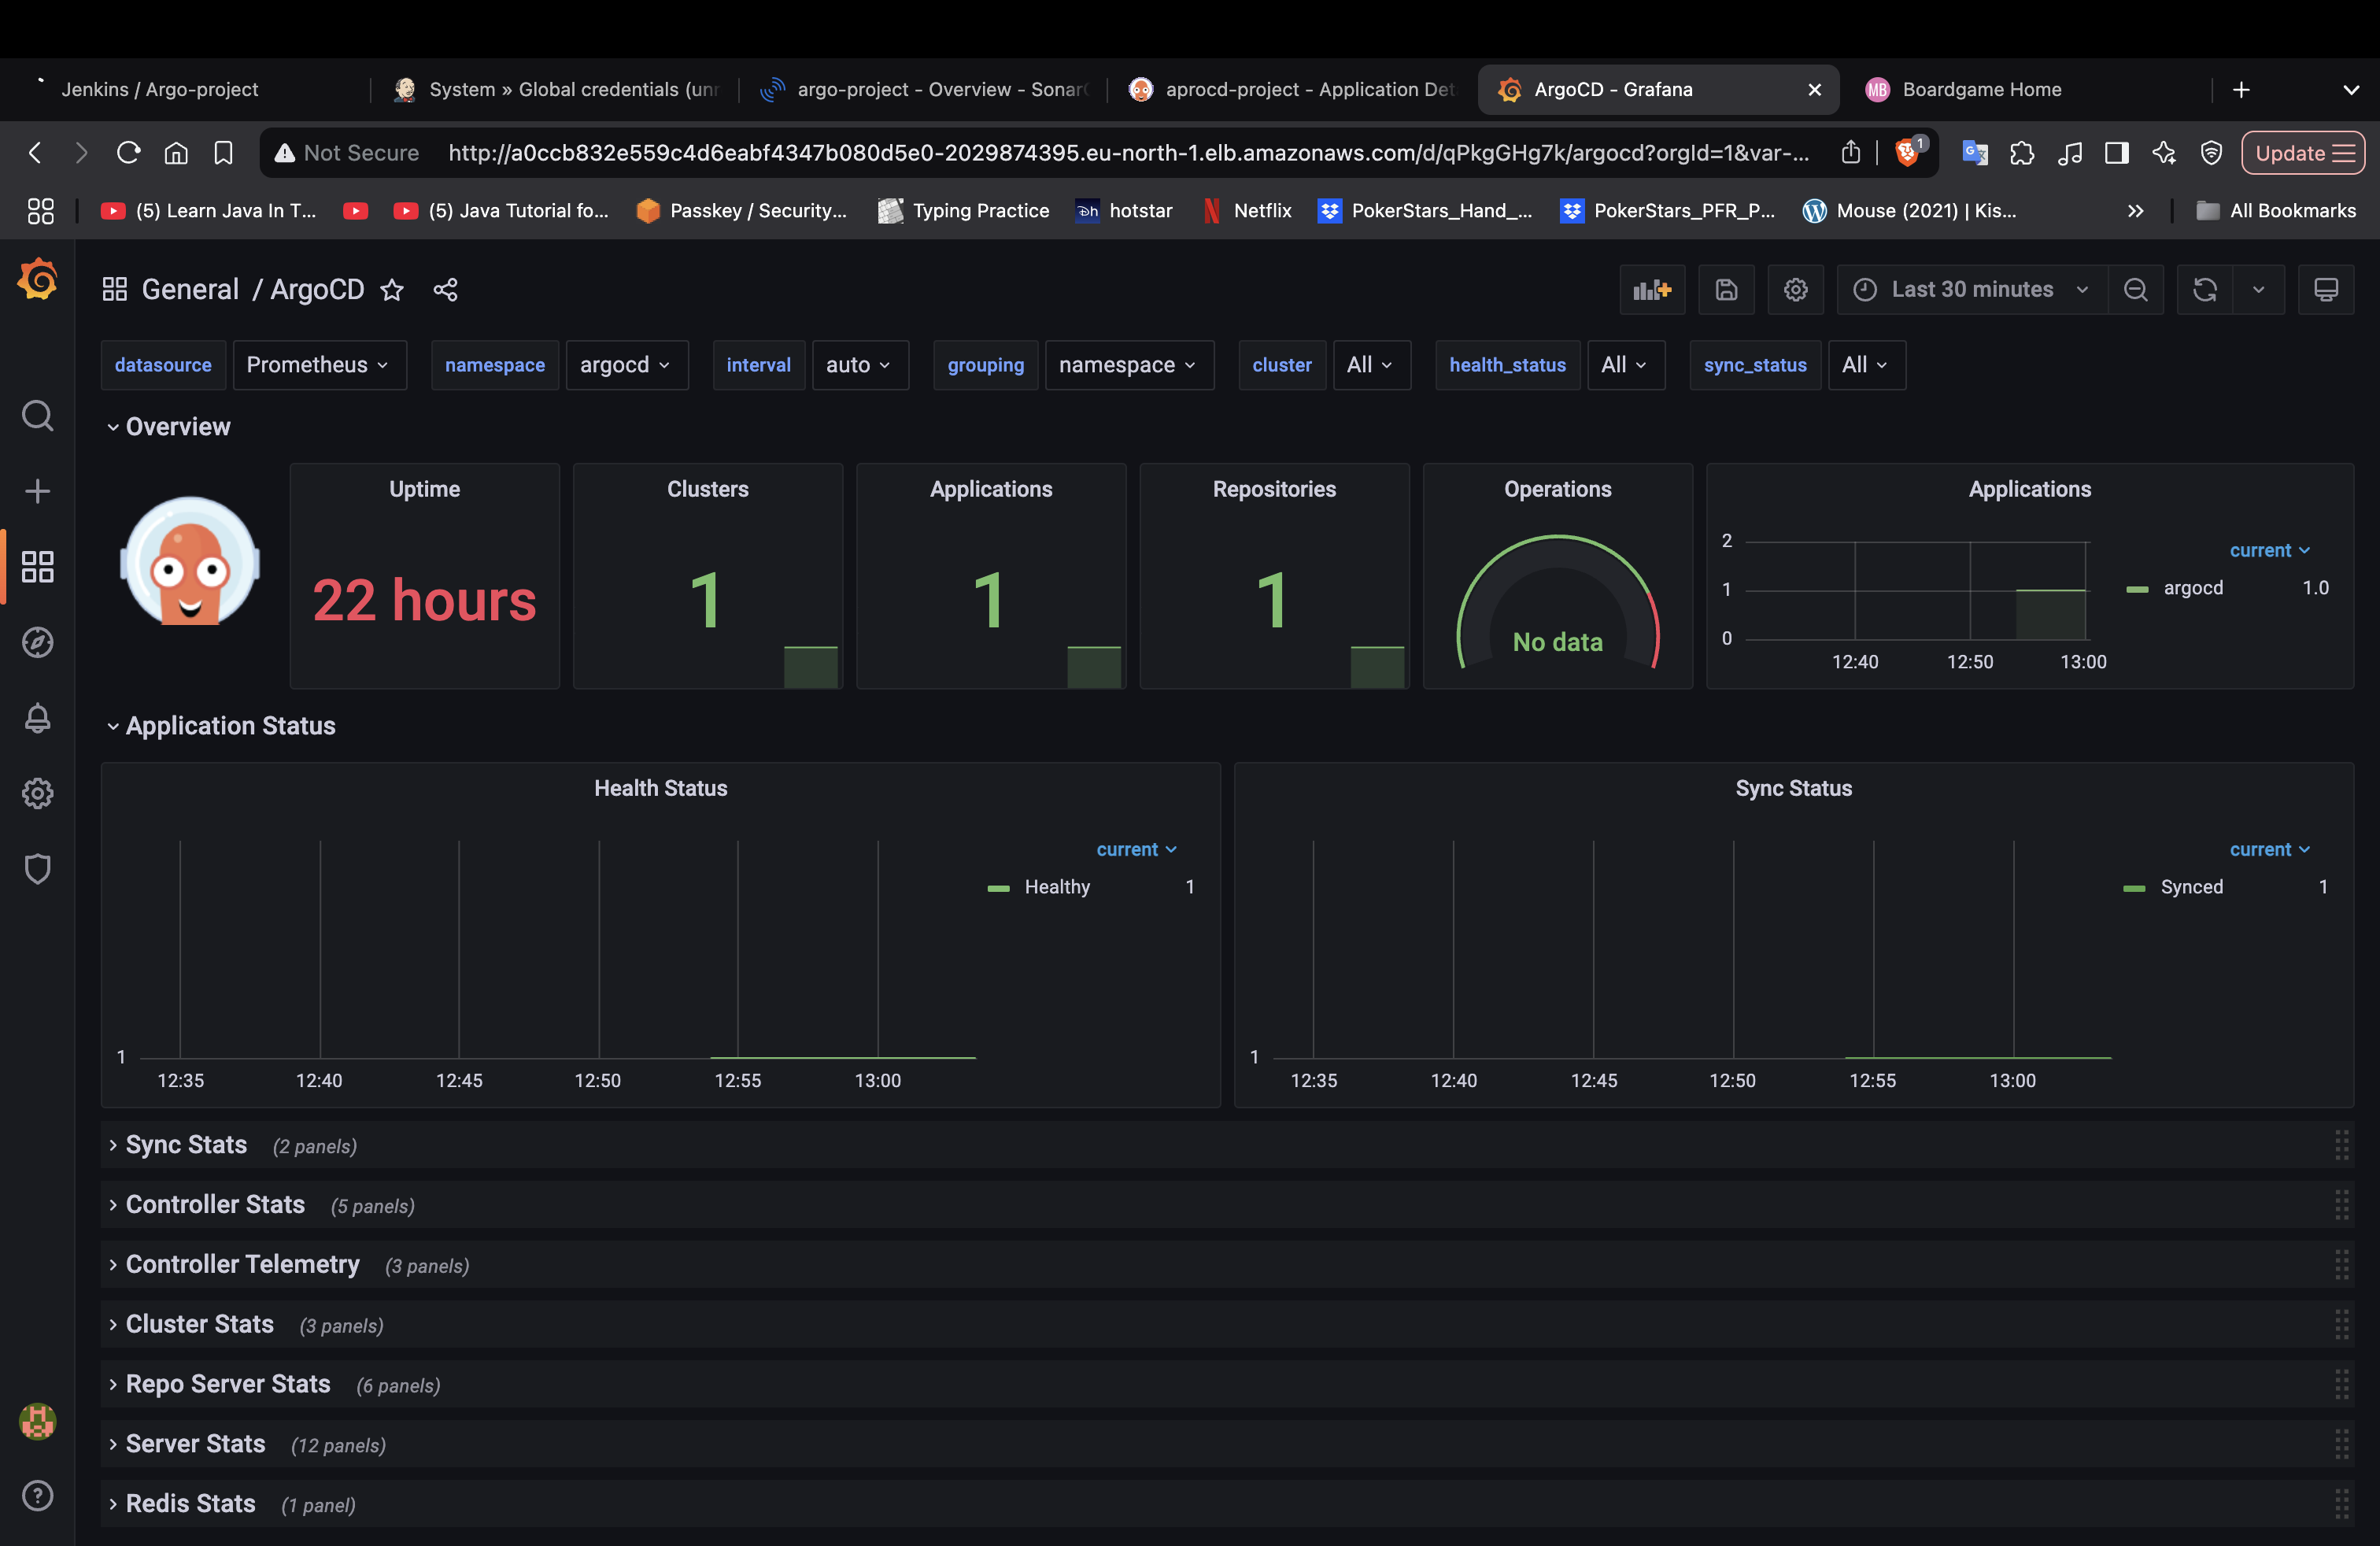 Jenkins / Argo-project
System » Global credentials (unr
argo-project - Overview - Sonar
aprocd-project - Application Det
ArgoCD - Grafana
MB Boardgame Home
Not Secure http://a0ccb832e559c4d6eabf4347b080d5e0-2029874395.eu-north-1.elb.amazonaws.com/d/qPkgGHg7k/argocd?orgId=1&var-... 1 Update
(5) Learn Java In T... (5) Java Tutorial fo... Passkey / Security... Typing Practice hotstar Netflix PokerStars_Hand_... PokerStars_PFR_P... Mouse (2021) | Kis... » All Bookmarks
General / ArgoCD
Last 30 minutes
datasource Prometheus namespace argocd interval auto grouping namespace cluster All health_status All sync_status All
Overview
Uptime
22 hours
Clusters
1
Applications
1
Repositories
1
Operations
No data
Applications
2
1
0
12:40 12:50 13:00
current
argocd 1.0
Application Status
Health Status
current
Healthy 1
1
12:35 12:40 12:45 12:50 12:55 13:00
Sync Status
current
Synced 1
1
12:35 12:40 12:45 12:50 12:55 13:00
Sync Stats (2 panels)
Controller Stats (5 panels)
Controller Telemetry (3 panels)
Cluster Stats (3 panels)
Repo Server Stats (6 panels)
Server Stats (12 panels)
Redis Stats (1 panel)